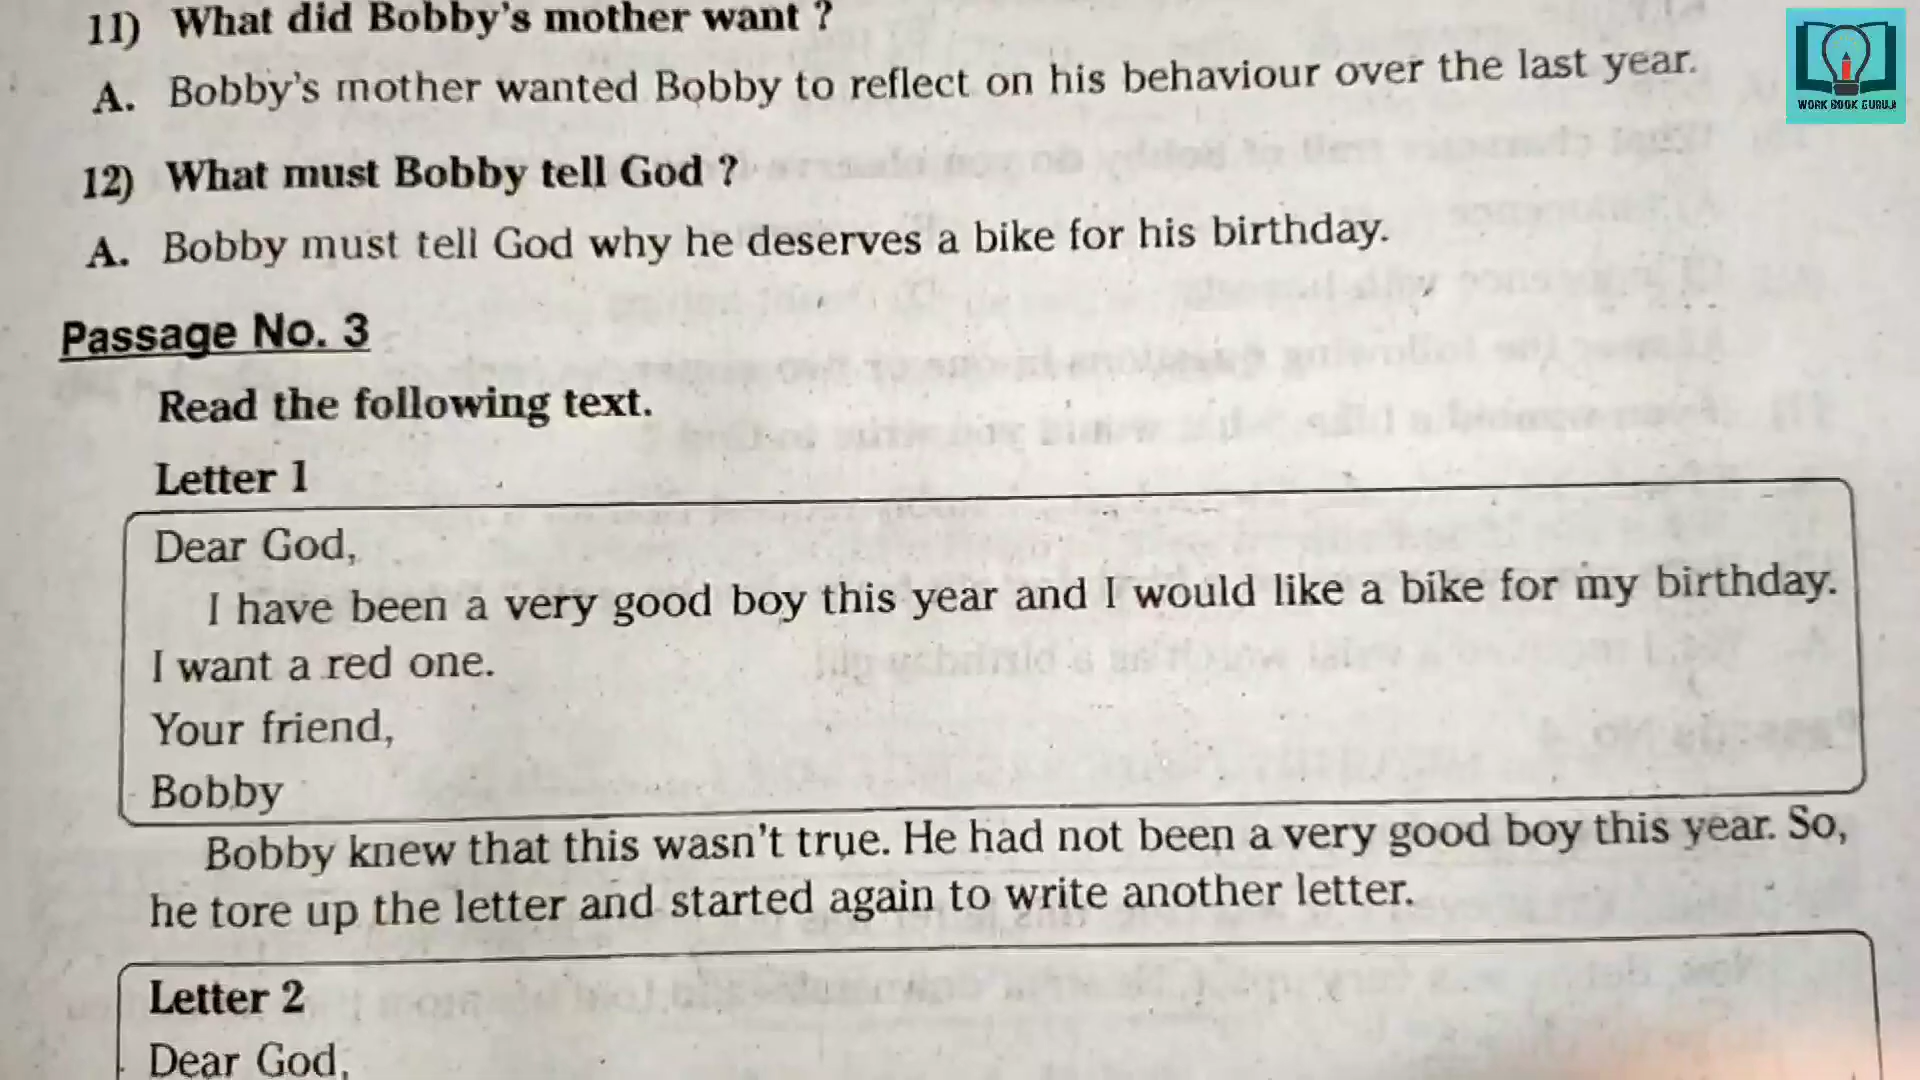 11) What did Bobby's mother want ?
A. Bobby's mother wanted Bobby to reflect on his behaviour over the last year.
WORK BOOK GURUJI
12) What must Bobby tell God ?
A. Bobby must tell God why he deserves a bike for his birthday.
Passage No. 3
Read the following text.
Letter 1
Dear God,
I have been a very good boy this year and I would like a bike for my birthday.
I want a red one.
Your friend,
Bobby
Bobby knew that this wasn't true. He had not been a very good boy this year. So,
he tore up the letter and started again to write another letter.
Letter 2
Dear God,